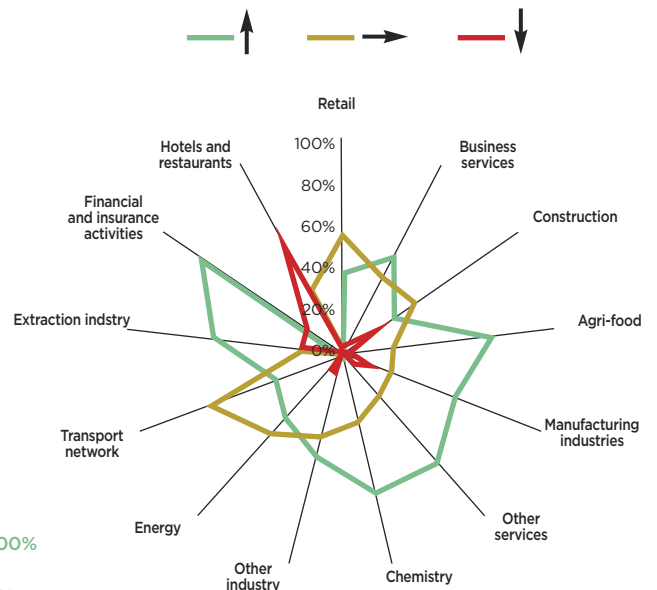 Retail
Hotels and
restaurants
100%
Business
services
80%
Financial
and insurance
activities
60%
Construction
40%
Extraction indstry
20%
Agri-food
0%
Transport
network
Manufacturing
industries
Energy
Other
services
00%
Other
industry
Chemistry